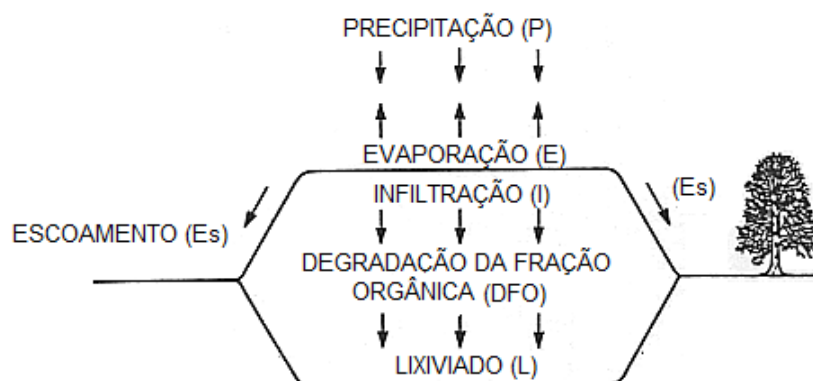 PRECIPITAÇÃO (P)
EVAPORAÇÃO (E)
INFILTRAÇÃO (I)
(Es)
ESCOAMENTO (Es)
DEGRADAÇÃO DA FRAÇÃO
ORGÂNICA (DFO)
LIXIVIADO (L)